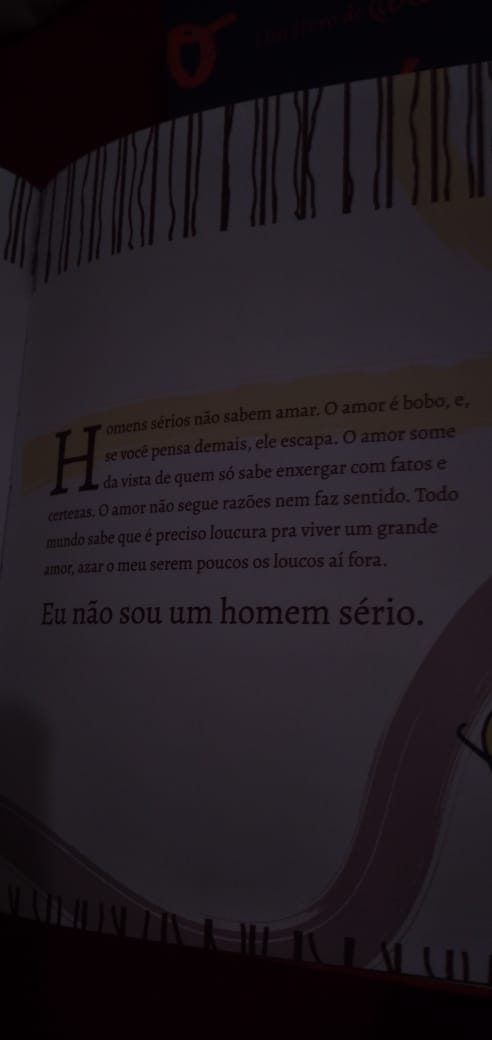 Um livro de
Homens sérios não sabem amar. O amor é bobo, e,
se você pensa demais, ele escapa. O amor some
da vista de quem só sabe enxergar com fatos e
certezas. O amor não segue razões nem faz sentido. Todo
mundo sabe que é preciso loucura pra viver um grande
amor, azar o meu serem poucos os loucos aí fora.
Eu não sou um homem sério.